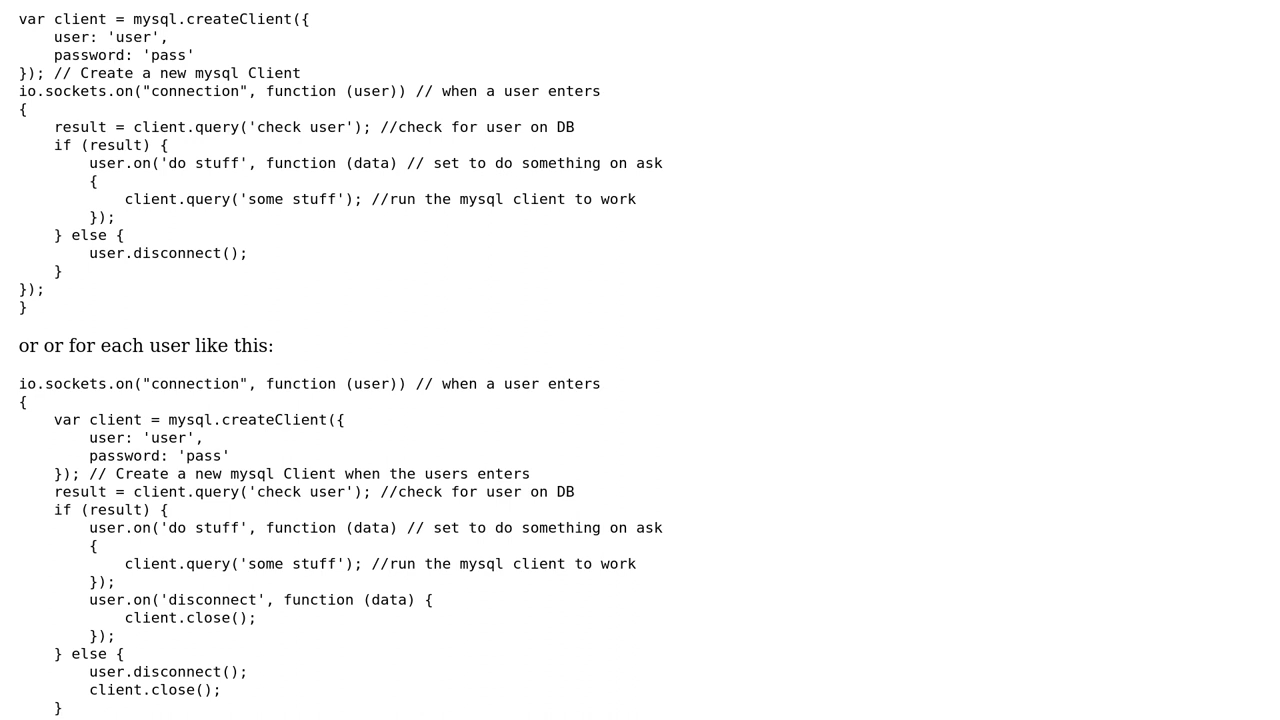 var client = mysql.createClient({
    user: 'user',
    password: 'pass'
}); // Create a new mysql Client
io.sockets.on("connection", function (user)) // when a user enters
{
    result = client.query('check user'); //check for user on DB
    if (result) {
        user.on('do stuff', function (data) // set to do something on ask
        {
            client.query('some stuff'); //run the mysql client to work
        });
    } else {
        user.disconnect();
    }
});
}
or or for each user like this:
io.sockets.on("connection", function (user)) // when a user enters
{
    var client = mysql.createClient({
        user: 'user',
        password: 'pass'
    }); // Create a new mysql Client when the users enters
    result = client.query('check user'); //check for user on DB
    if (result) {
        user.on('do stuff', function (data) // set to do something on ask
        {
            client.query('some stuff'); //run the mysql client to work
        });
        user.on('disconnect', function (data) {
            client.close();
        });
    } else {
        user.disconnect();
        client.close();
    }